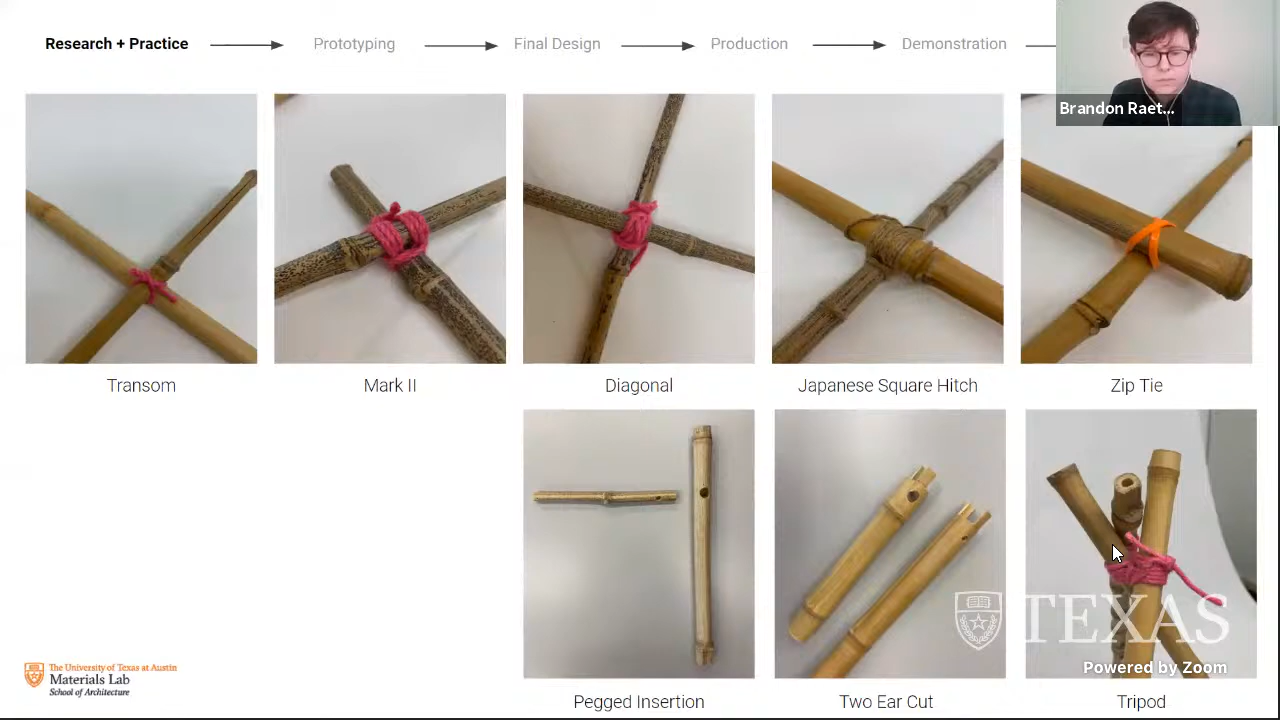 Research + Practice
Prototyping
Final Design
Production
Demonstration
Brandon Raet...
Transom
Mark II
Diagonal
Japanese Square Hitch
Zip Tie
TEXAS
Powered by Zoom
The University of Texas at Austin
Materials Lab
School of Architecture
Pegged Insertion
Two Ear Cut
Tripod